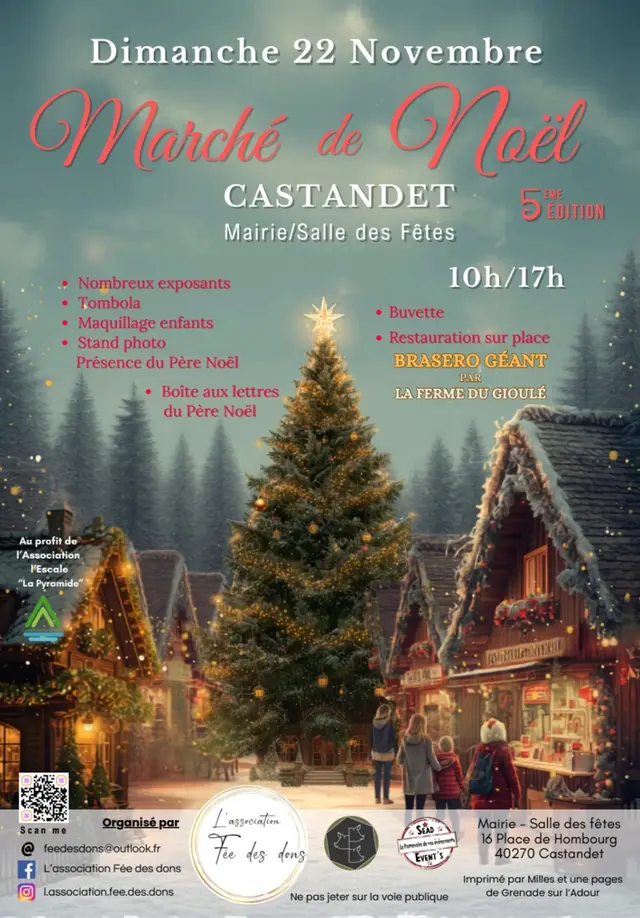 Dimanche 22 Novembre
Marché de Noël
CASTANDET
5ÈME ÉDITION
Mairie/Salle des Fêtes
10h/17h
• Nombreux exposants
• Tombola
• Maquillage enfants
• Stand photo
Présence du Père Noël
• Boîte aux lettres
du Père Noël
• Buvette
• Restauration sur place
BRASERO GÉANT
PAR
LA FERME DU GIOULÉ
Au profit de
l'Association
l'Escale
"La Pyramide"
Scan me
Organisé par
@ feedesdons@outlook.fr
L'association Fée des dons
l.association.fee.des.dons
L'association
Fée des dons
SEAD
Le Partenaire de vos évènements
EVENT'S
Ne pas jeter sur la voie publique
Mairie - Salle des fêtes
16 Place de Hombourg
40270 Castandet
Imprimé par Milles et une pages
de Grenade sur l'Adour